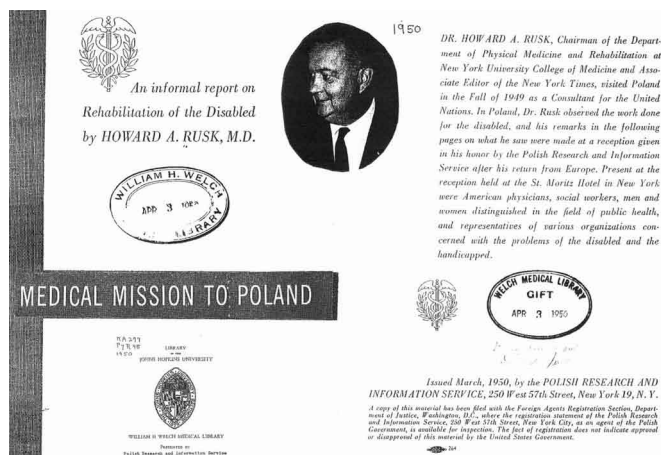 An informal report on
Rehabilitation of the Disabled
by HOWARD A. RUSK, M.D.
WILLIAM H. WELCH
APR 3
LIBRARY
MEDICAL MISSION TO POLAND
1950
LIBRARY
OF THE
JOHNS HOPKINS UNIVERSITY
WILLIAM H WELCH MEDICAL LIBRARY
PRESENTED BY
Polish Research and Information Service
1950
DR. HOWARD A. RUSK, Chairman of the Depart-
ment of Physical Medicine and Rehabilitation at
New York University College of Medicine and Asso-
ciate Editor of the New York Times, visited Poland
in the Fall of 1949 as a Consultant for the United
Nations. In Poland, Dr. Rusk observed the work done
for the disabled, and his remarks in the following
pages on what he saw were made at a reception given
in his honor by the Polish Research and Information
Service after his return from Europe. Present at the
reception held at the St. Moritz Hotel in New York
were American physicians, social workers, men and
women distinguished in the field of public health,
and representatives of various organizations con-
cerned with the problems of the disabled and the
handicapped.
WELCH MEDICAL LIBRARY
GIFT
APR 3 1950
Issued March, 1950, by the POLISH RESEARCH AND
INFORMATION SERVICE, 250 West 57th Street, New York 19, N. Y.
A copy of this material has been filed with the Foreign Agents Registration Section, Depart-
ment of Justice, Washington, D.C., where the registration statement of the Polish Research
and Information Service, 250 West 57th Street, New York City, as an agent of the Polish
Government, is available for inspection. The fact of registration does not indicate approval
or disapproval of this material by the United States Government.
264